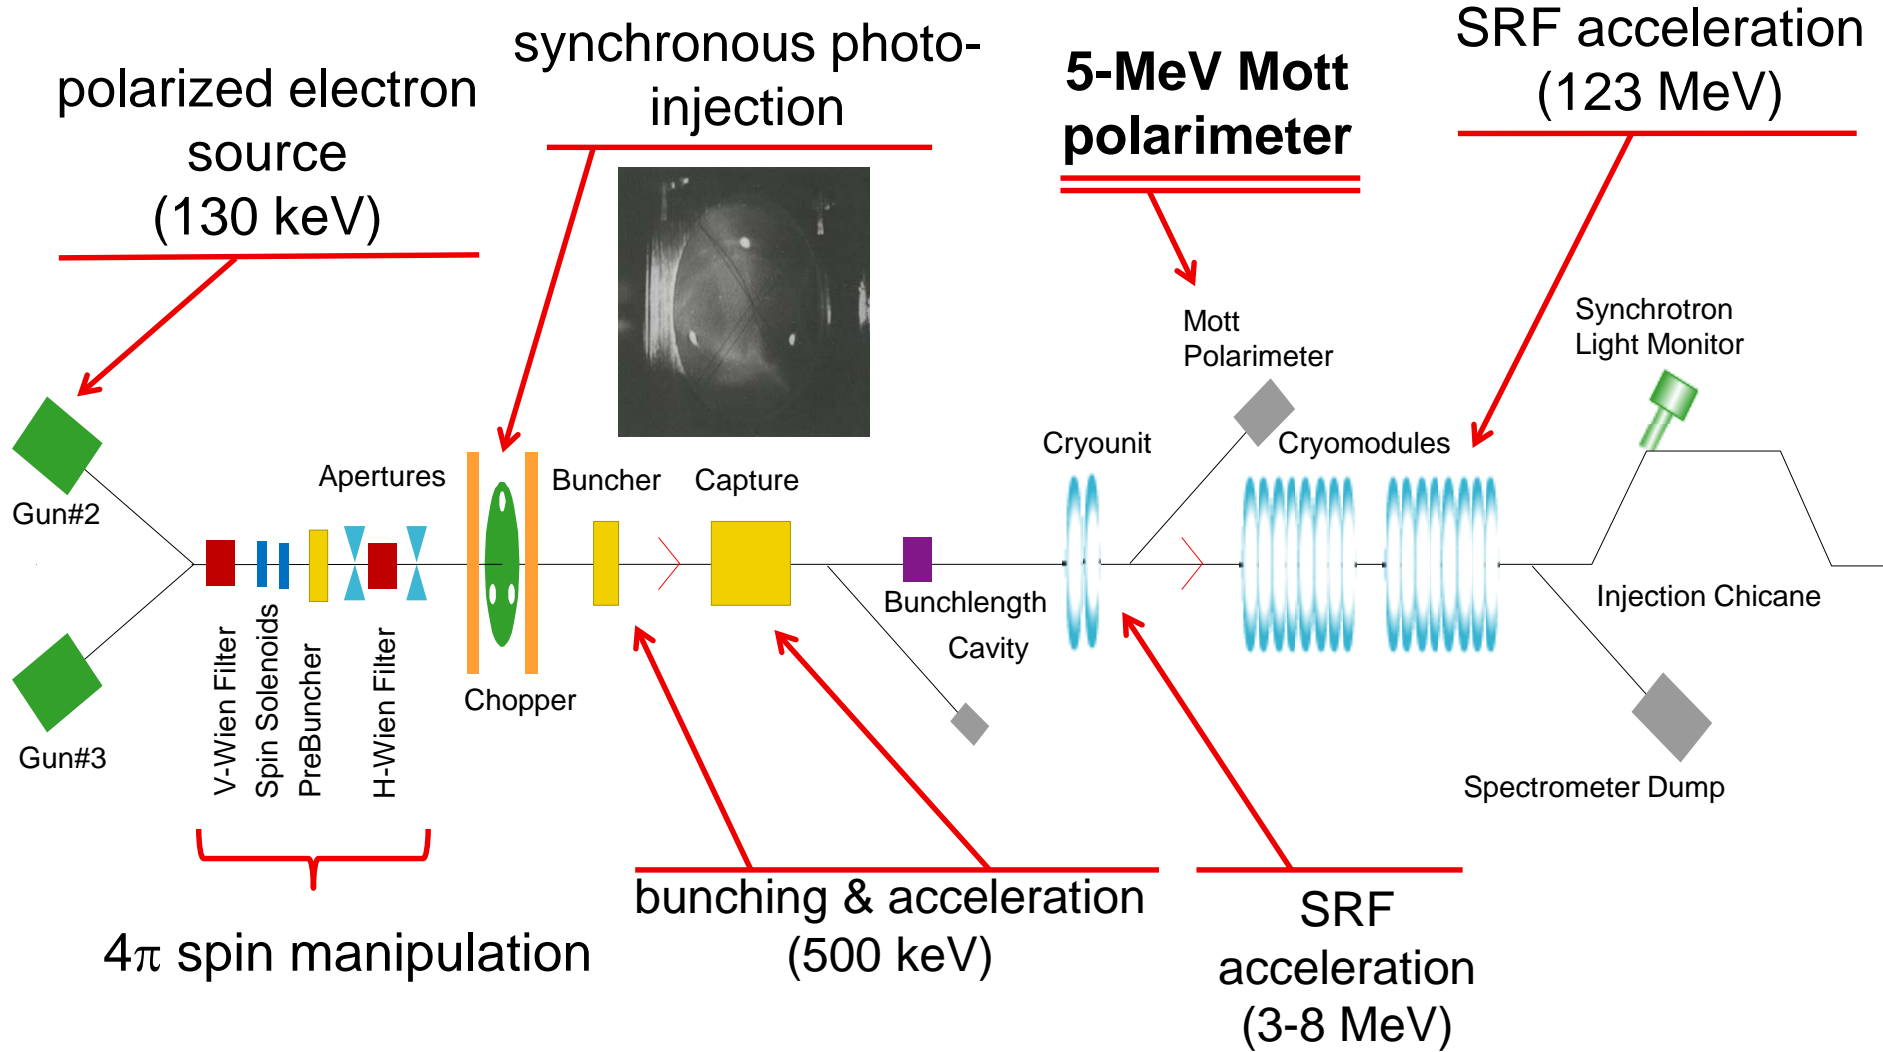 polarized electron
source
(130 keV)
synchronous photo-
injection
5-MeV Mott
polarimeter
SRF acceleration
(123 MeV)
Mott
Polarimeter
Synchrotron
Light Monitor
Gun#2
Apertures
Buncher
Capture
Cryounit
Cryomodules
Bunchlength
Cavity
Injection Chicane
Chopper
Gun#3
V-Wien Filter
Spin Solenoids
PreBuncher
H-Wien Filter
Spectrometer Dump
4π spin manipulation
bunching & acceleration
(500 keV)
SRF
acceleration
(3-8 MeV)